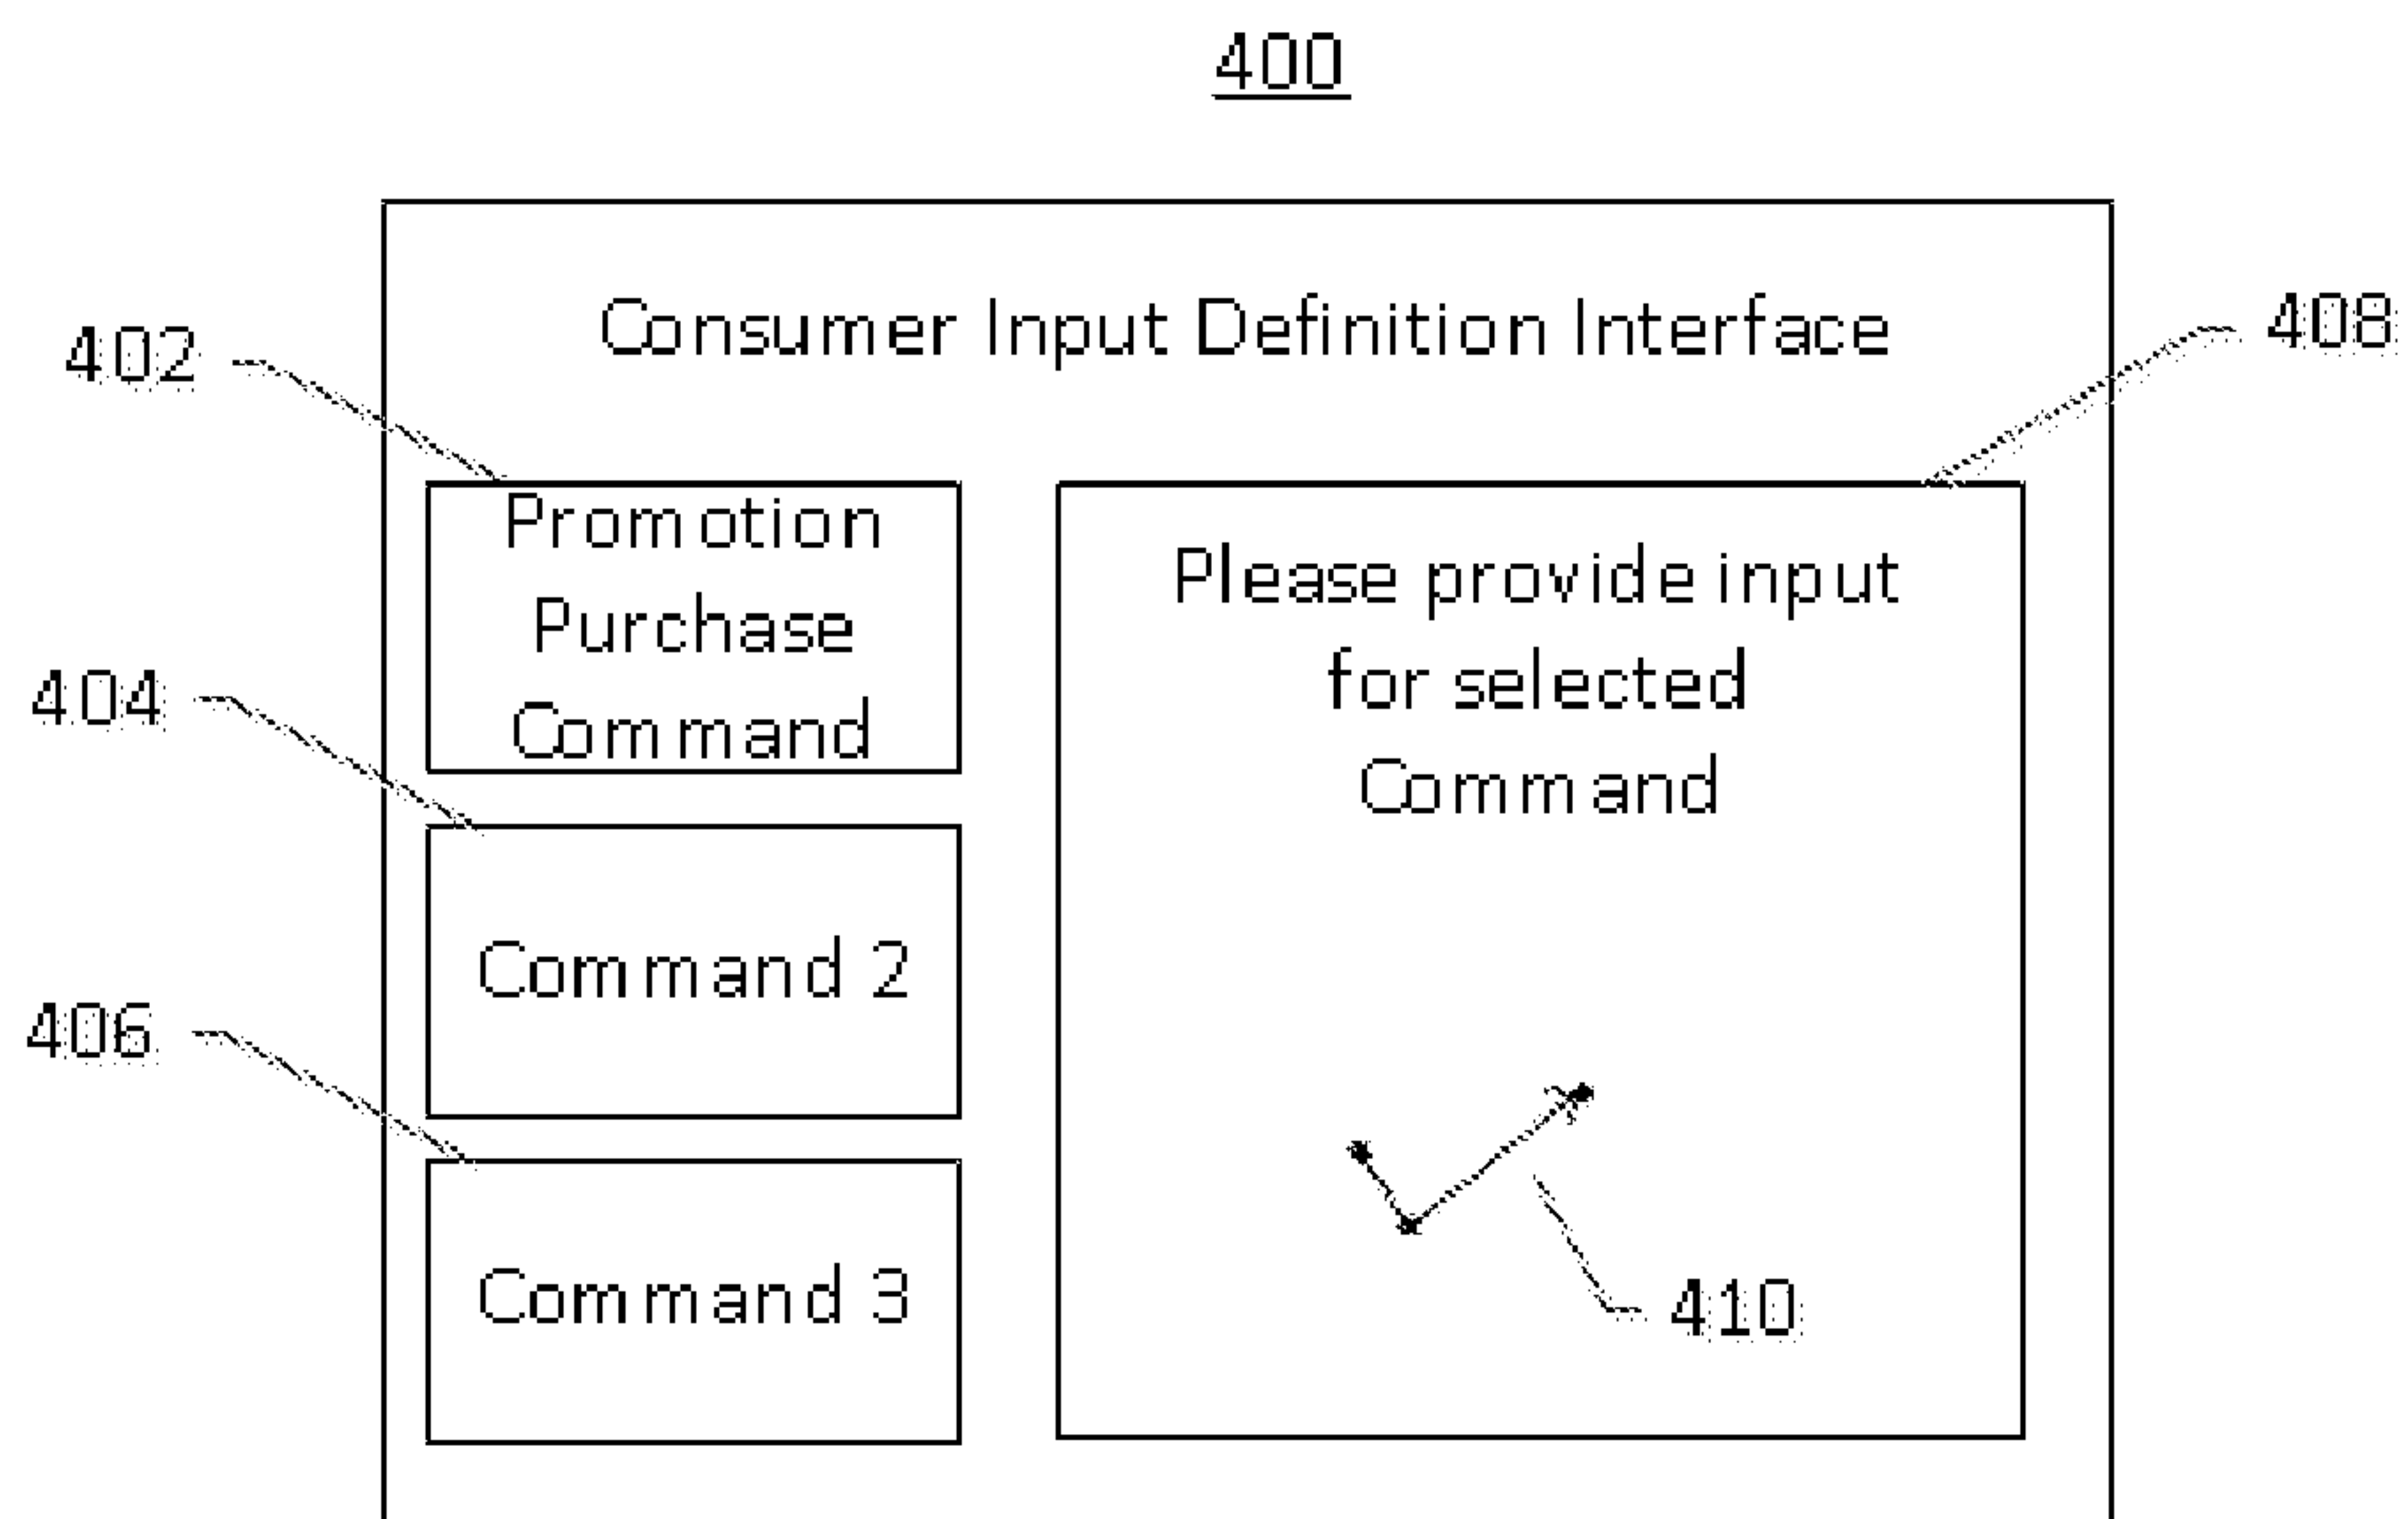 400
Consumer Input Definition Interface
402
408
Promotion
Purchase
Command
Please provide input
for selected
Command
404
Command 2
406
Command 3
410